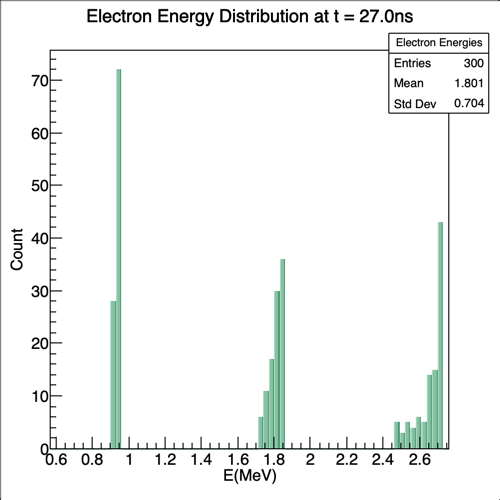 Electron Energy Distribution at t = 27.0ns
Electron Energies
Entries 300
Mean 1.801
Std Dev 0.704
Count
70
60
50
40
30
20
10
0
0.6 0.8 1 1.2 1.4 1.6 1.8 2 2.2 2.4 2.6
E(MeV)